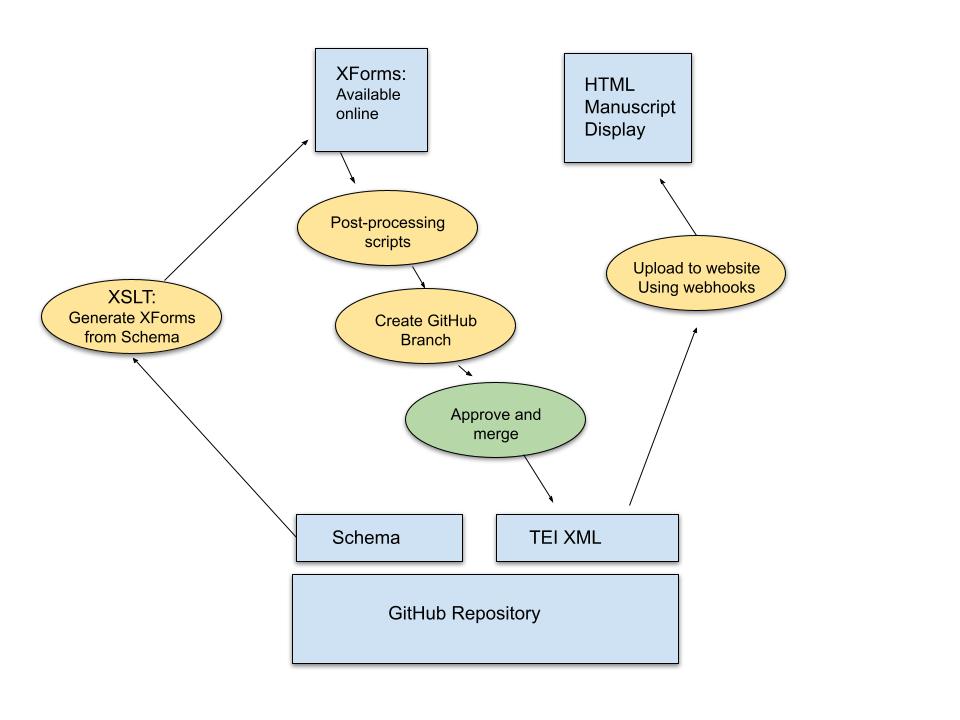 XForms:
Available
online
HTML
Manuscript
Display
Post-processing
scripts
Upload to website
Using webhooks
XSLT:
Generate XForms
from Schema
Create GitHub
Branch
Approve and
merge
Schema
TEI XML
GitHub Repository